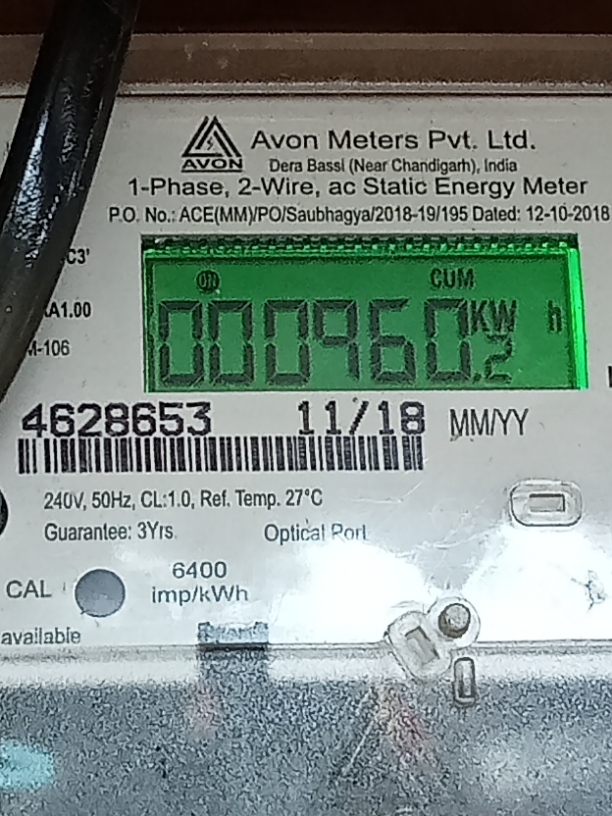 AVON
Avon Meters Pvt. Ltd.
Dera Bassi (Near Chandigarh), India
1-Phase, 2-Wire, ac Static Energy Meter
P.O. No.: ACE(MM)/PO/Saubhagya/2018-19/195 Dated: 12-10-2018
C3'
A1.00
M-106
CUM
000960.2 KW h
4628653 11/18 MM/YY
240V, 50Hz, CL:1.0, Ref. Temp. 27°C
Guarantee: 3Yrs. Optical Port
CAL 6400
imp/kWh
available